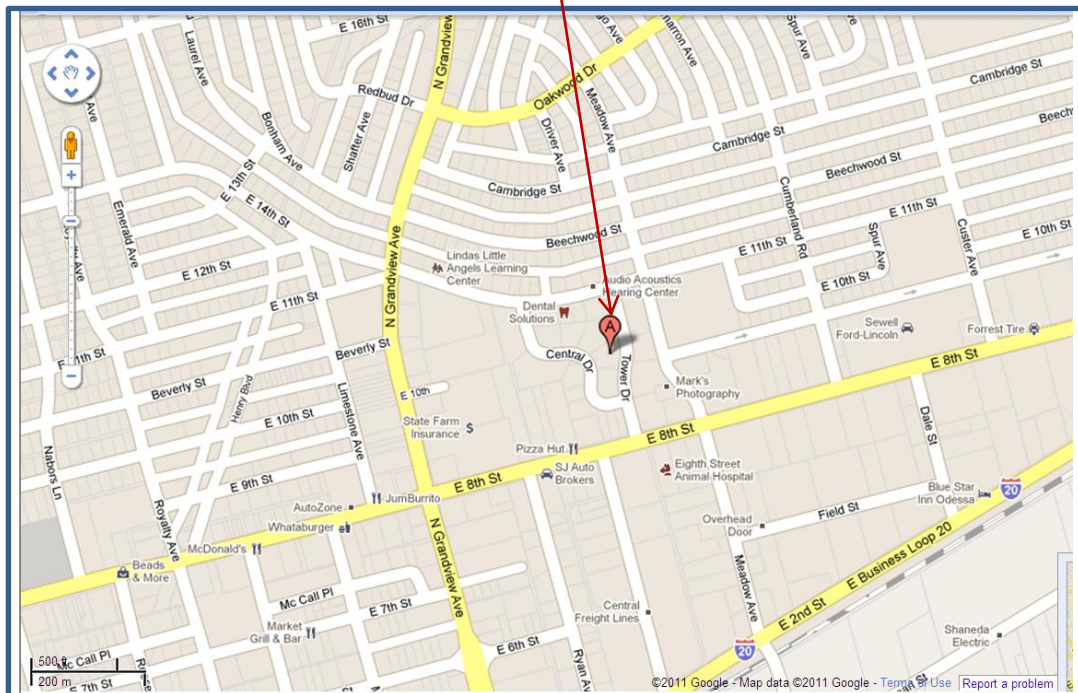 E 16th St
Laurel Ave
N Grandview
Cambridge St
Redbud Dr
Oakwood Dr
Meadow Ave
Spur Ave
Bonham Ave
Shafter Ave
Driver Ave
Cambridge St
Beechwood St
E 13th St
Cambridge St
E 14th St
Emerald Ave
E 11th St
Cumberland Rd
Spur Ave
Custer Ave
E 10th St
Beechwood St
E 11th St
Lindas Little
Angels Learning
Center
E 12th St
N Grandview Ave
Audio Acoustics
Hearing Center
E 10th St
E 11th St
Dental
Solutions
A
Sewell
Ford-Lincoln
Forrest Tire
Beverly St
Central Dr
Tower Dr
E 8th St
Beverly St
Henry Blvd
Limestone Ave
E 10th
Mark's
Photography
E 10th St
State Farm
Insurance
Dale St
E 8th St
Pizza Hut
Nabors Ln
SJ Auto
Brokers
Eighth Street
Animal Hospital
E 9th St
E 8th St
Blue Star
Inn Odessa
20
JumBurrito
AutoZone
Royalty Ave
Whataburger
Overhead
Door
Field St
McDonald's
N Grandview Ave
Beads
& More
E Business Loop 20
Meadow Ave
Mc Call Pl
E 7th St
Central
Freight Lines
E 2nd St
Market
Grill & Bar
E 6th St
Shaneda
Electric
20
Ryan Av
500 ft
Mc Call Pl
200 m
E 7th St
©2011 Google - Map data ©2011 Google - Terms of Use
Report a problem